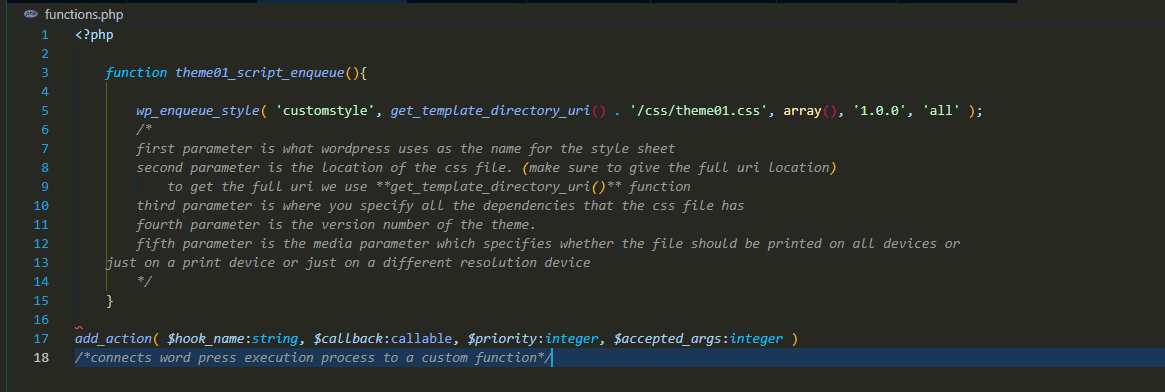 functions.php
1 <?php
2
3 function theme01_script_enqueue(){
4
5 wp_enqueue_style( 'customstyle', get_template_directory_uri() . '/css/theme01.css', array(), '1.0.0', 'all' );
6 /*
7 first parameter is what wordpress uses as the name for the style sheet
8 second parameter is the location of the css file. (make sure to give the full uri location)
9 to get the full uri we use **get_template_directory_uri()** function
10 third parameter is where you specify all the dependencies that the css file has
11 fourth parameter is the version number of the theme.
12 fifth parameter is the media parameter which specifies whether the file should be printed on all devices or
13 just on a print device or just on a different resolution device
14 */
15 }
16
17 add_action( $hook_name:string, $callback:callable, $priority:integer, $accepted_args:integer )
18 /*connects word press execution process to a custom function*/